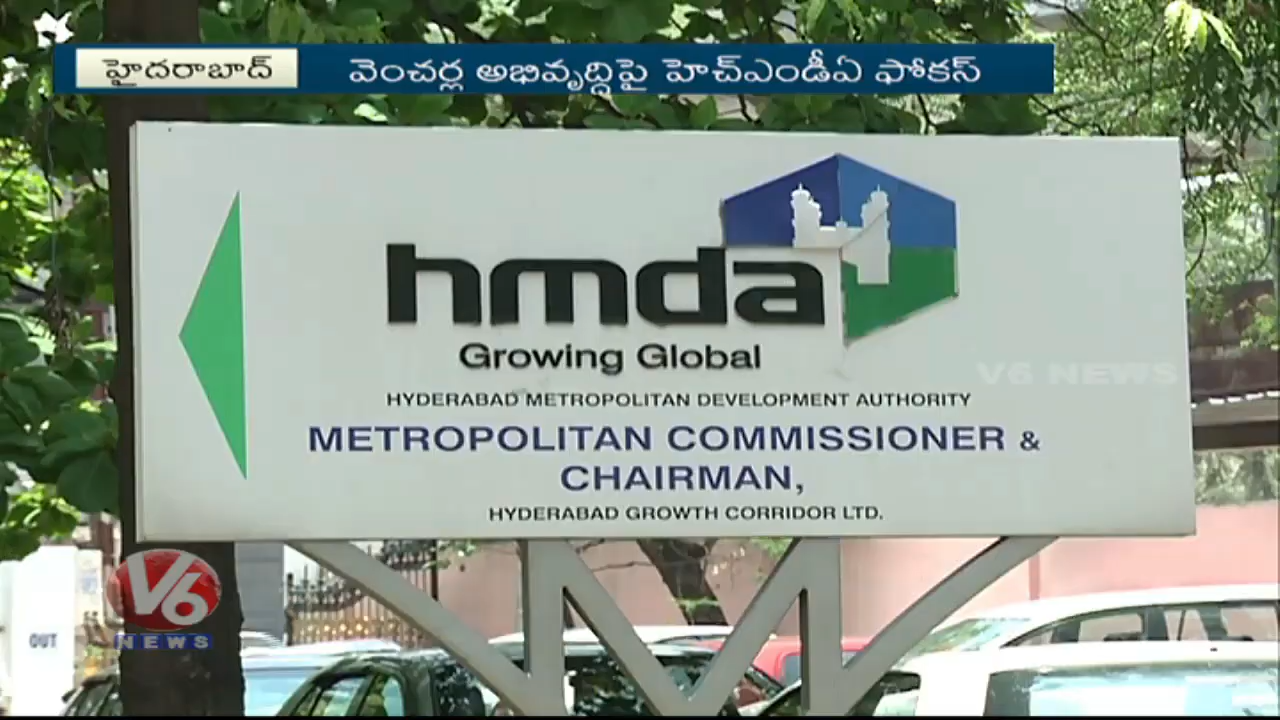 హైదరాబాద్ వెంచర్ల అభివృద్ధిపై హెచ్ఎండీఏ ఫోకస్
hmda
Growing Global
V6 NEWS
HYDERABAD METROPOLITAN DEVELOPMENT AUTHORITY
METROPOLITAN COMMISSIONER &
CHAIRMAN,
HYDERABAD GROWTH CORRIDOR LTD.
V6
NEWS
OUT